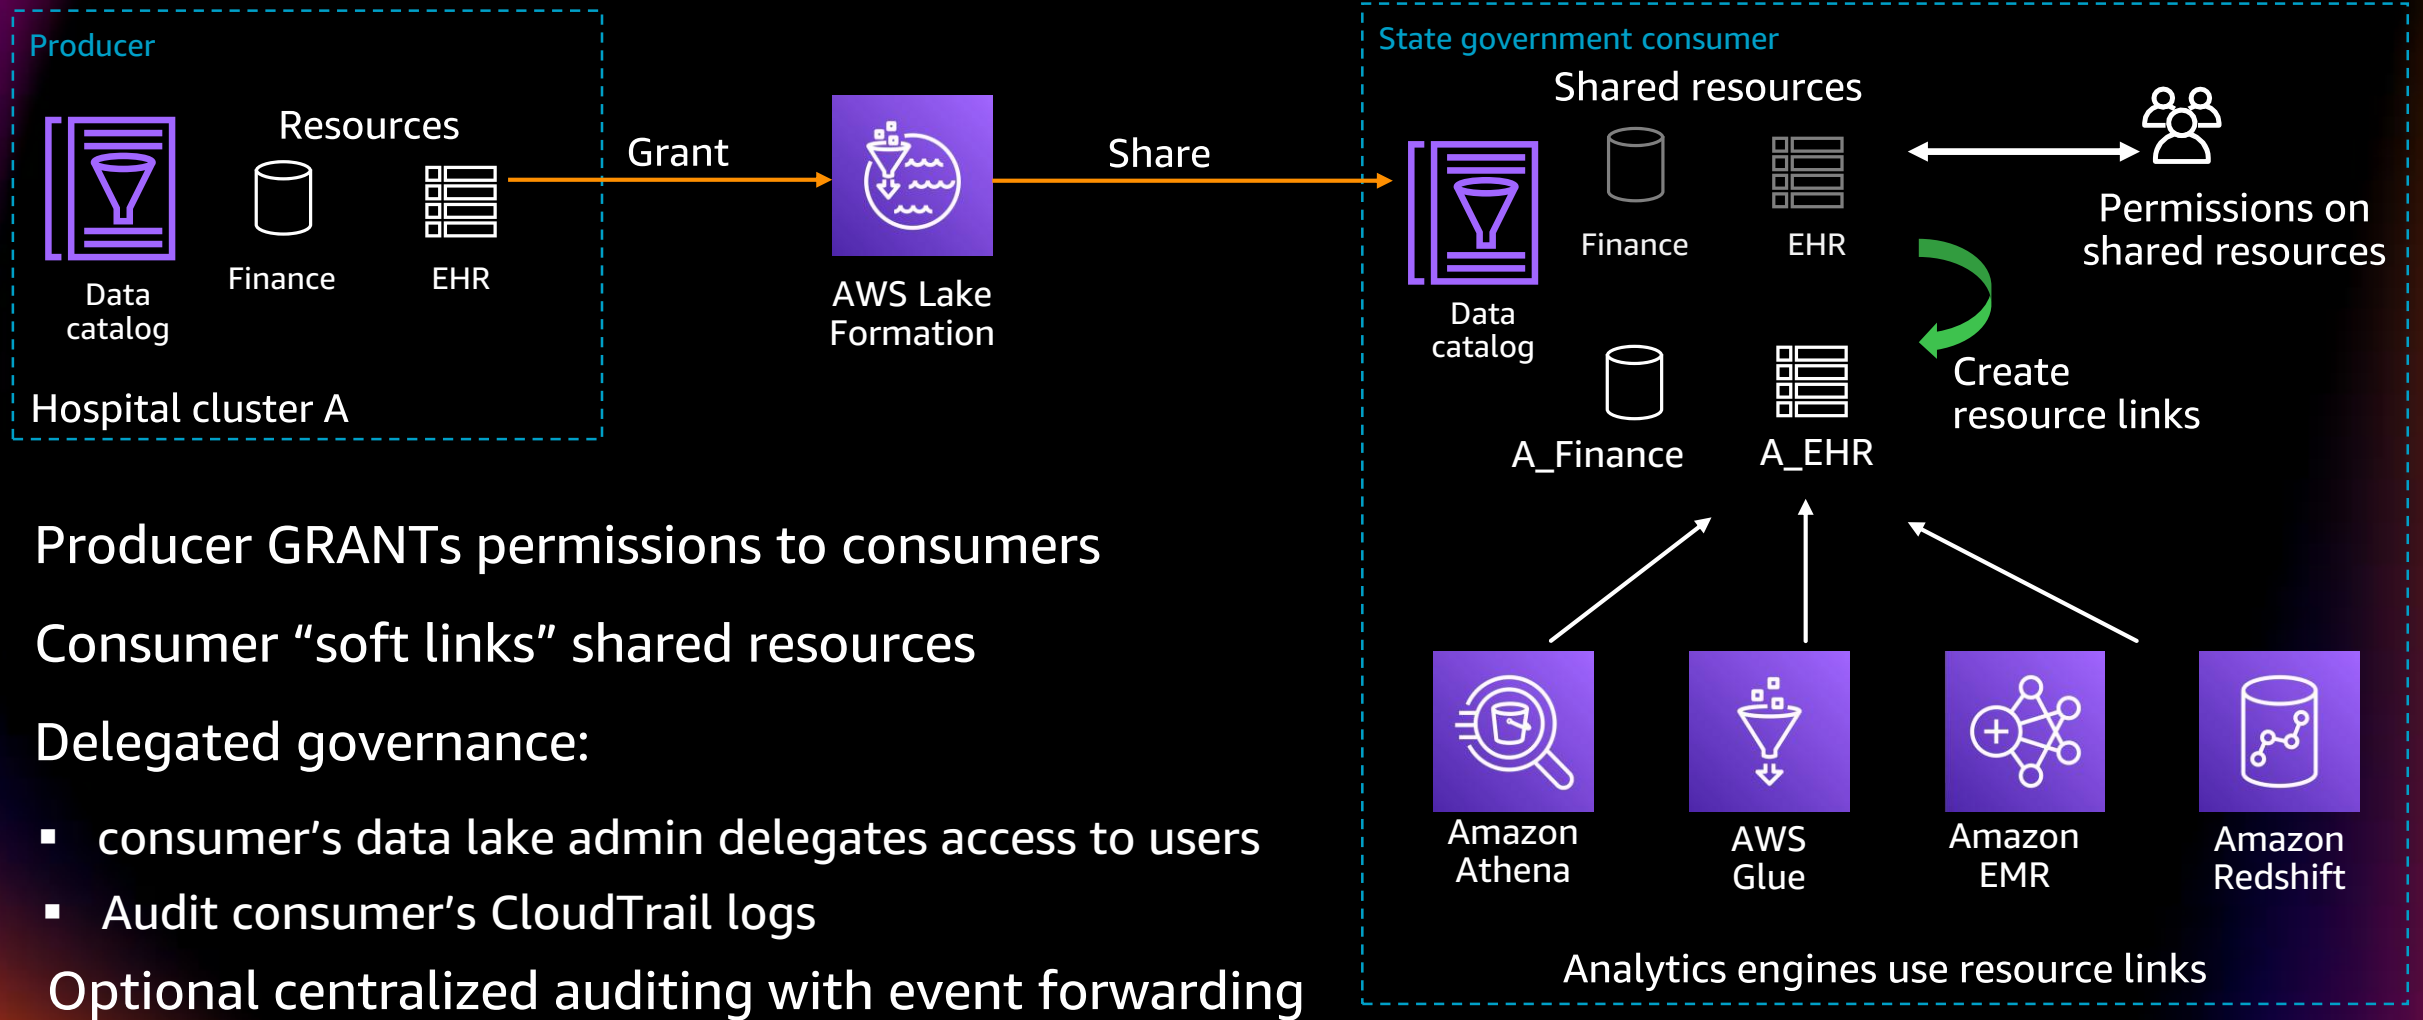 Producer
Resources
Data
catalog
Finance
EHR
Hospital cluster A
Grant
AWS Lake
Formation
Share
State government consumer
Shared resources
Finance
EHR
Data
catalog
Permissions on
shared resources
Create
resource links
A_Finance
A_EHR
Amazon
Athena
AWS
Glue
Amazon
EMR
Amazon
Redshift
Analytics engines use resource links
Producer GRANTs permissions to consumers
Consumer “soft links” shared resources
Delegated governance:
▪ consumer’s data lake admin delegates access to users
▪ Audit consumer’s CloudTrail logs
Optional centralized auditing with event forwarding